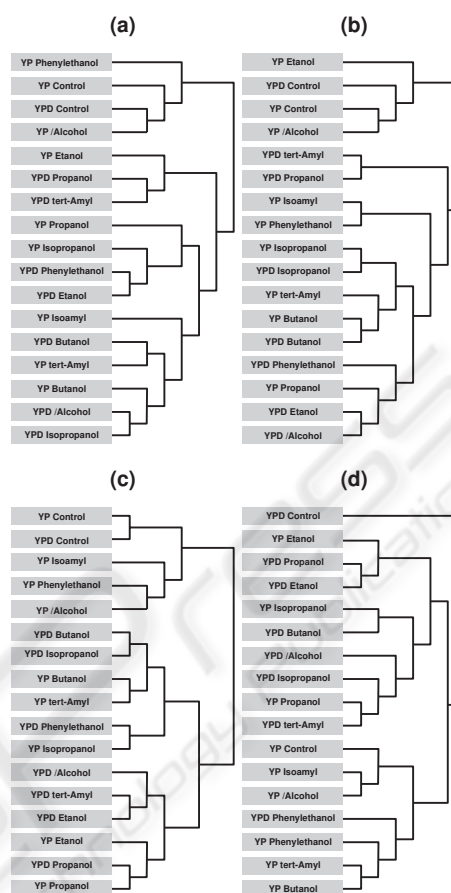 (a)
YP Phenylethanol
YP Control
YPD Control
YP /Alcohol
YP Etanol
YPD Propanol
YPD tert-Amyl
YP Propanol
YP Isopropanol
YPD Phenylethanol
YPD Etanol
YP Isoamyl
YPD Butanol
YP tert-Amyl
YP Butanol
YPD /Alcohol
YPD Isopropanol
(b)
YP Etanol
YPD Control
YP Control
YP /Alcohol
YPD tert-Amyl
YPD Propanol
YP Isoamyl
YP Phenylethanol
YP Isopropanol
YPD Isopropanol
YP tert-Amyl
YP Butanol
YPD Butanol
YPD Phenylethanol
YP Propanol
YPD Etanol
YPD /Alcohol
(c)
YP Control
YPD Control
YP Isoamyl
YP Phenylethanol
YP /Alcohol
YPD Butanol
YPD Isopropanol
YP Butanol
YP tert-Amyl
YPD Phenylethanol
YP Isopropanol
YPD /Alcohol
YPD tert-Amyl
YPD Etanol
YP Etanol
YPD Propanol
YP Propanol
(d)
YPD Control
YP Etanol
YPD Propanol
YPD Etanol
YP Isopropanol
YPD Butanol
YPD /Alcohol
YPD Isopropanol
YP Propanol
YPD tert-Amyl
YP Control
YP Isoamyl
YP /Alcohol
YPD Phenylethanol
YP Phenylethanol
YP tert-Amyl
YP Butanol